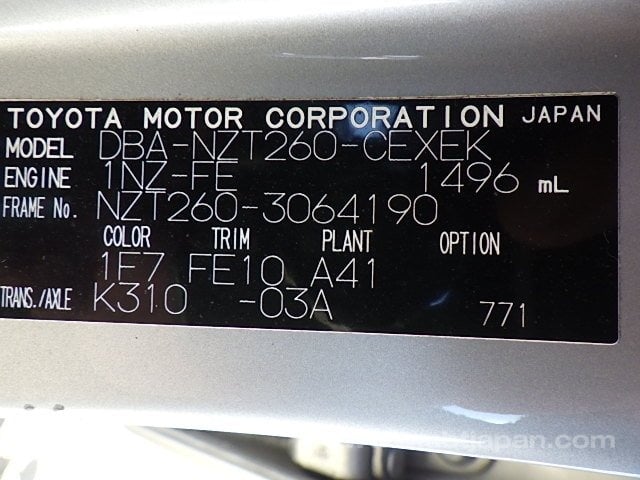 TOYOTA MOTOR CORPORATION JAPAN
MODEL DBA-NZT260-CEXEK
ENGINE 1NZ-FE 1496 mL
FRAME No. NZT260-3064190
COLOR TRIM PLANT OPTION
1F7 FE10 A41
TRANS./AXLE K310 -03A 771